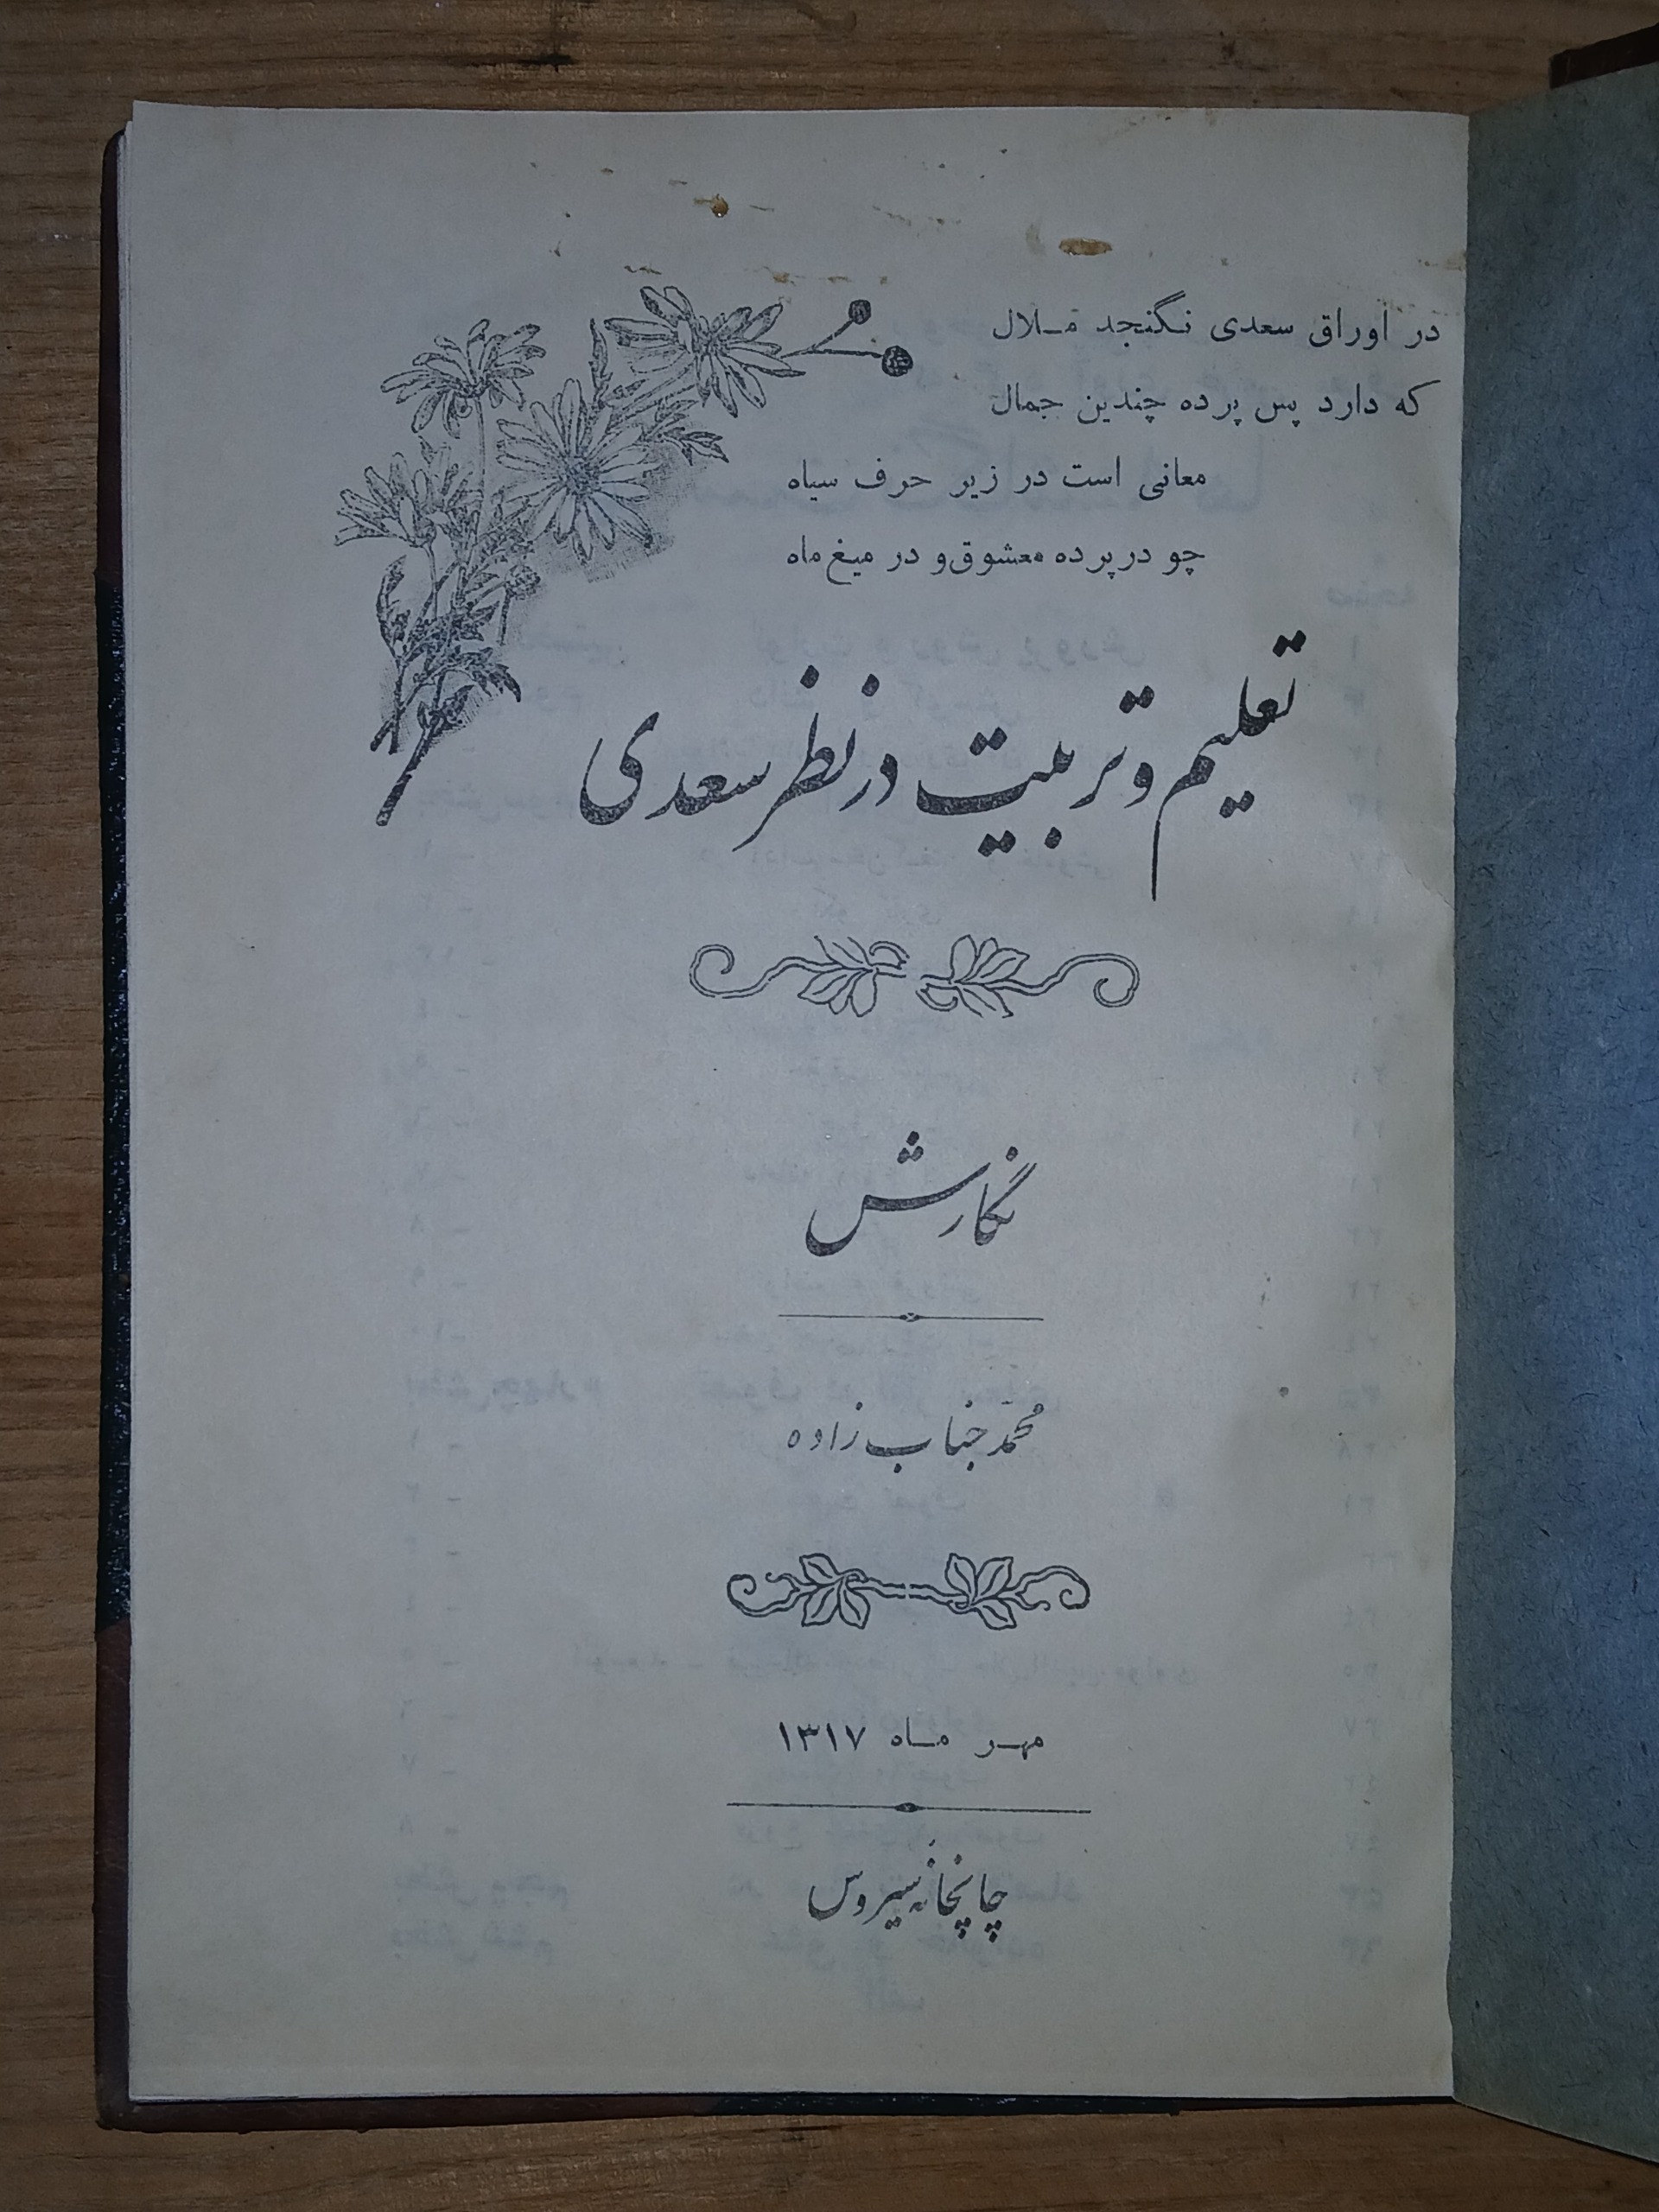 در اوراق سعدی نگنجد ملال
که دارد پس پرده چندین جمال
معانی است در زیر حرف سیاه
چو در پرده معشوق و در میغ ماه
تعلیم و تربیت در نظر سعدی
نگارش
محمد جناب زاده
مهر ماه ۱۳۱۷
چاپخانه سیروس